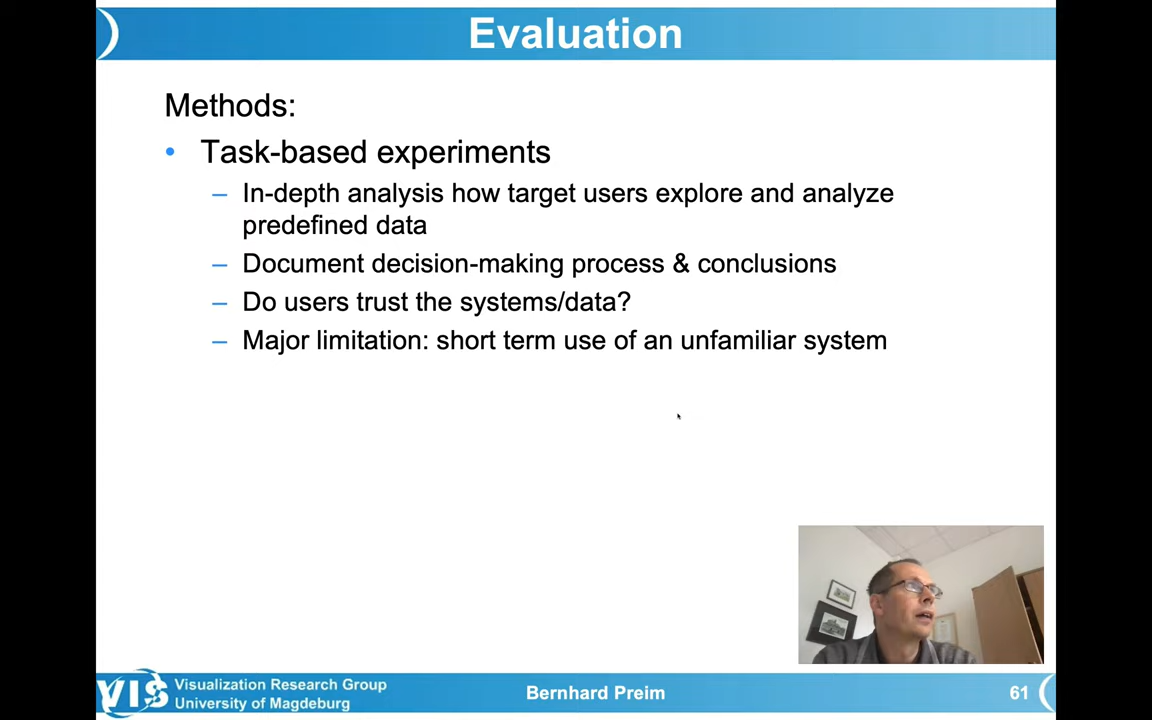 Evaluation
Methods:
• Task-based experiments
– In-depth analysis how target users explore and analyze
predefined data
– Document decision-making process & conclusions
– Do users trust the systems/data?
– Major limitation: short term use of an unfamiliar system
VIS
Visualization Research Group
University of Magdeburg
Bernhard Preim
61